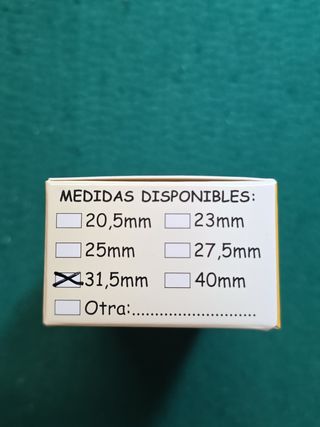 MEDIDAS DISPONIBLES:
20,5mm 23mm
25mm 27,5mm
31,5mm 40mm
Otra:..........................